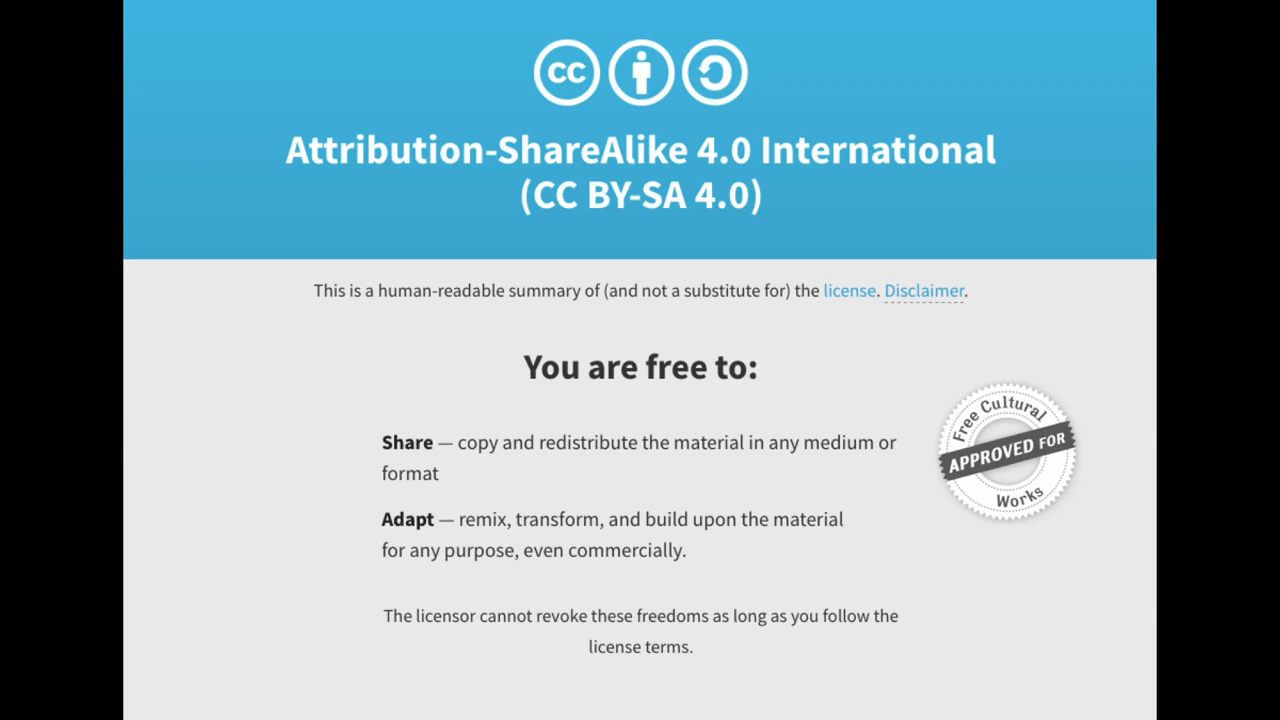 CC
Attribution-ShareAlike 4.0 International
(CC BY-SA 4.0)
This is a human-readable summary of (and not a substitute for) the license. Disclaimer.
You are free to:
Share — copy and redistribute the material in any medium or
format
Free Cultural
APPROVED FOR
Works
Adapt — remix, transform, and build upon the material
for any purpose, even commercially.
The licensor cannot revoke these freedoms as long as you follow the
license terms.